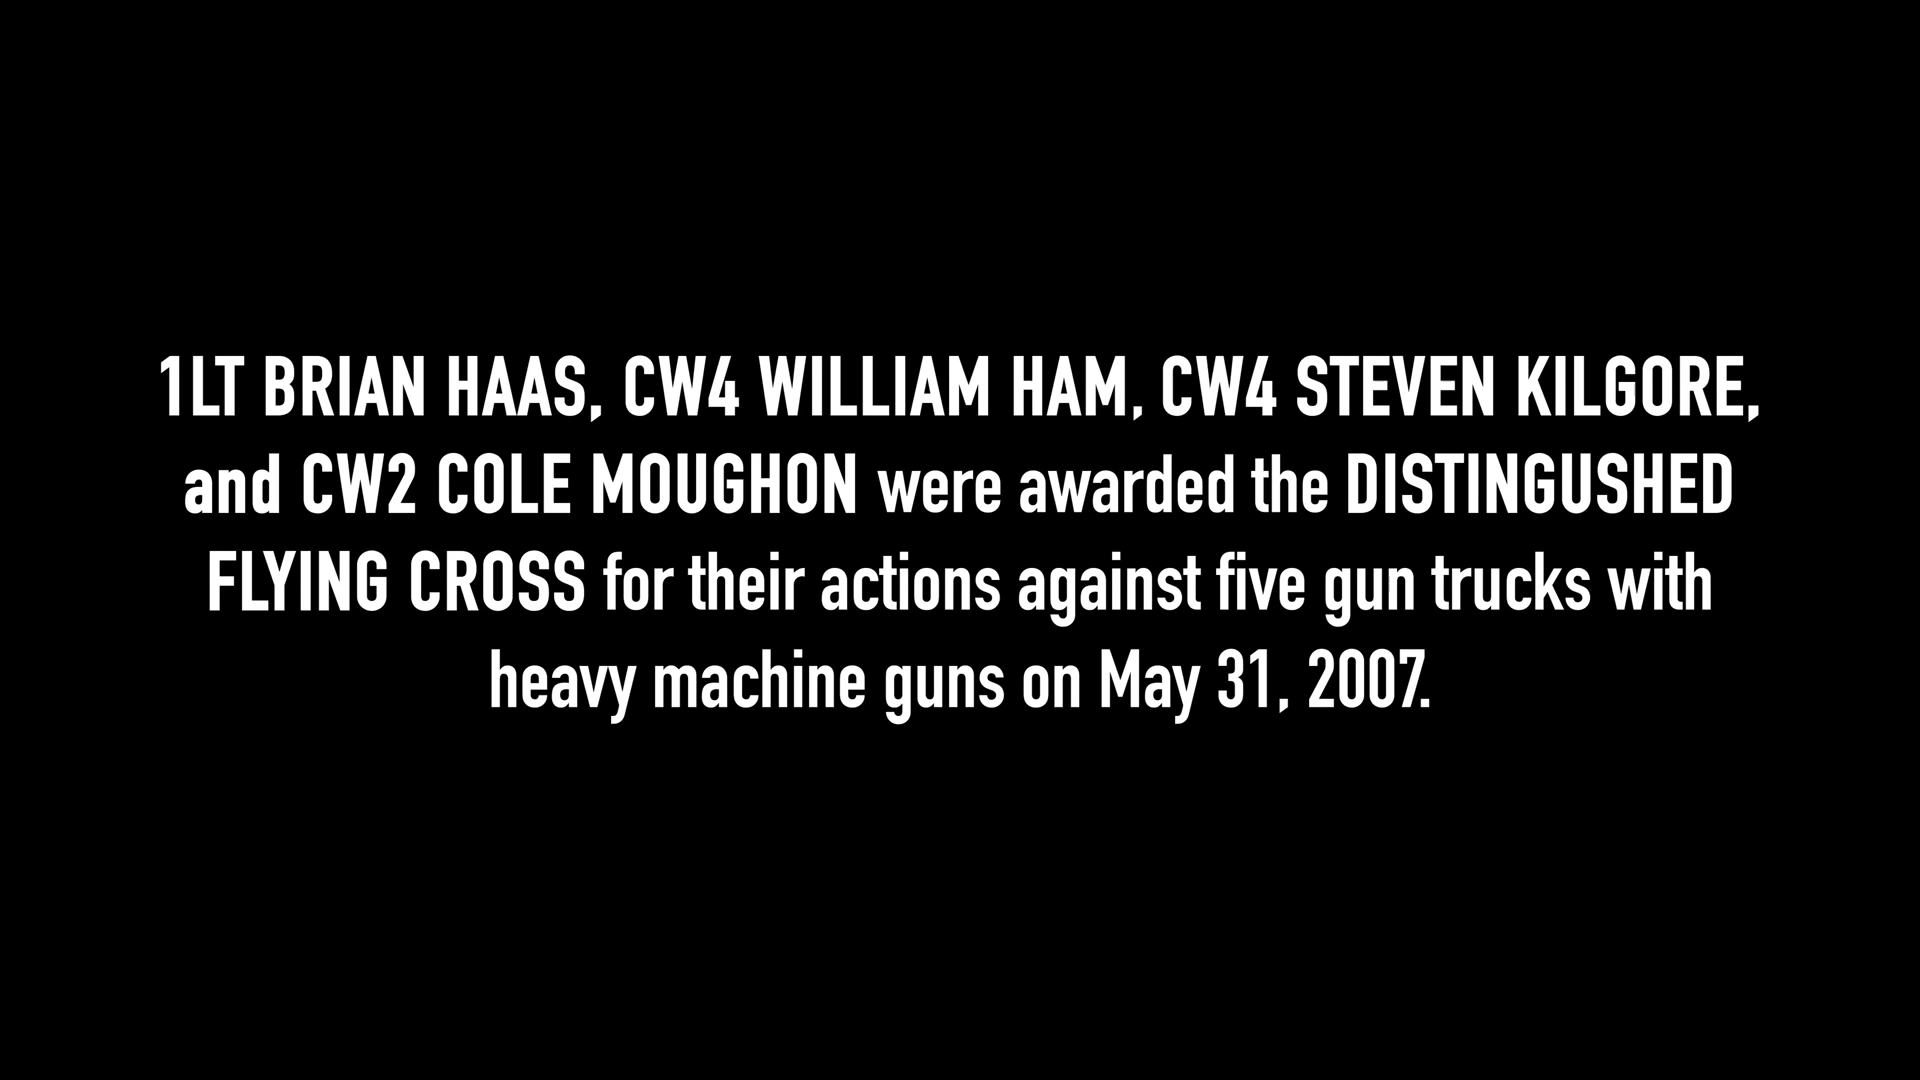 1LT BRIAN HAAS, CW4 WILLIAM HAM, CW4 STEVEN KILGORE,
and CW2 COLE MOUGHON were awarded the DISTINGUSHED
FLYING CROSS for their actions against five gun trucks with
heavy machine guns on May 31, 2007.